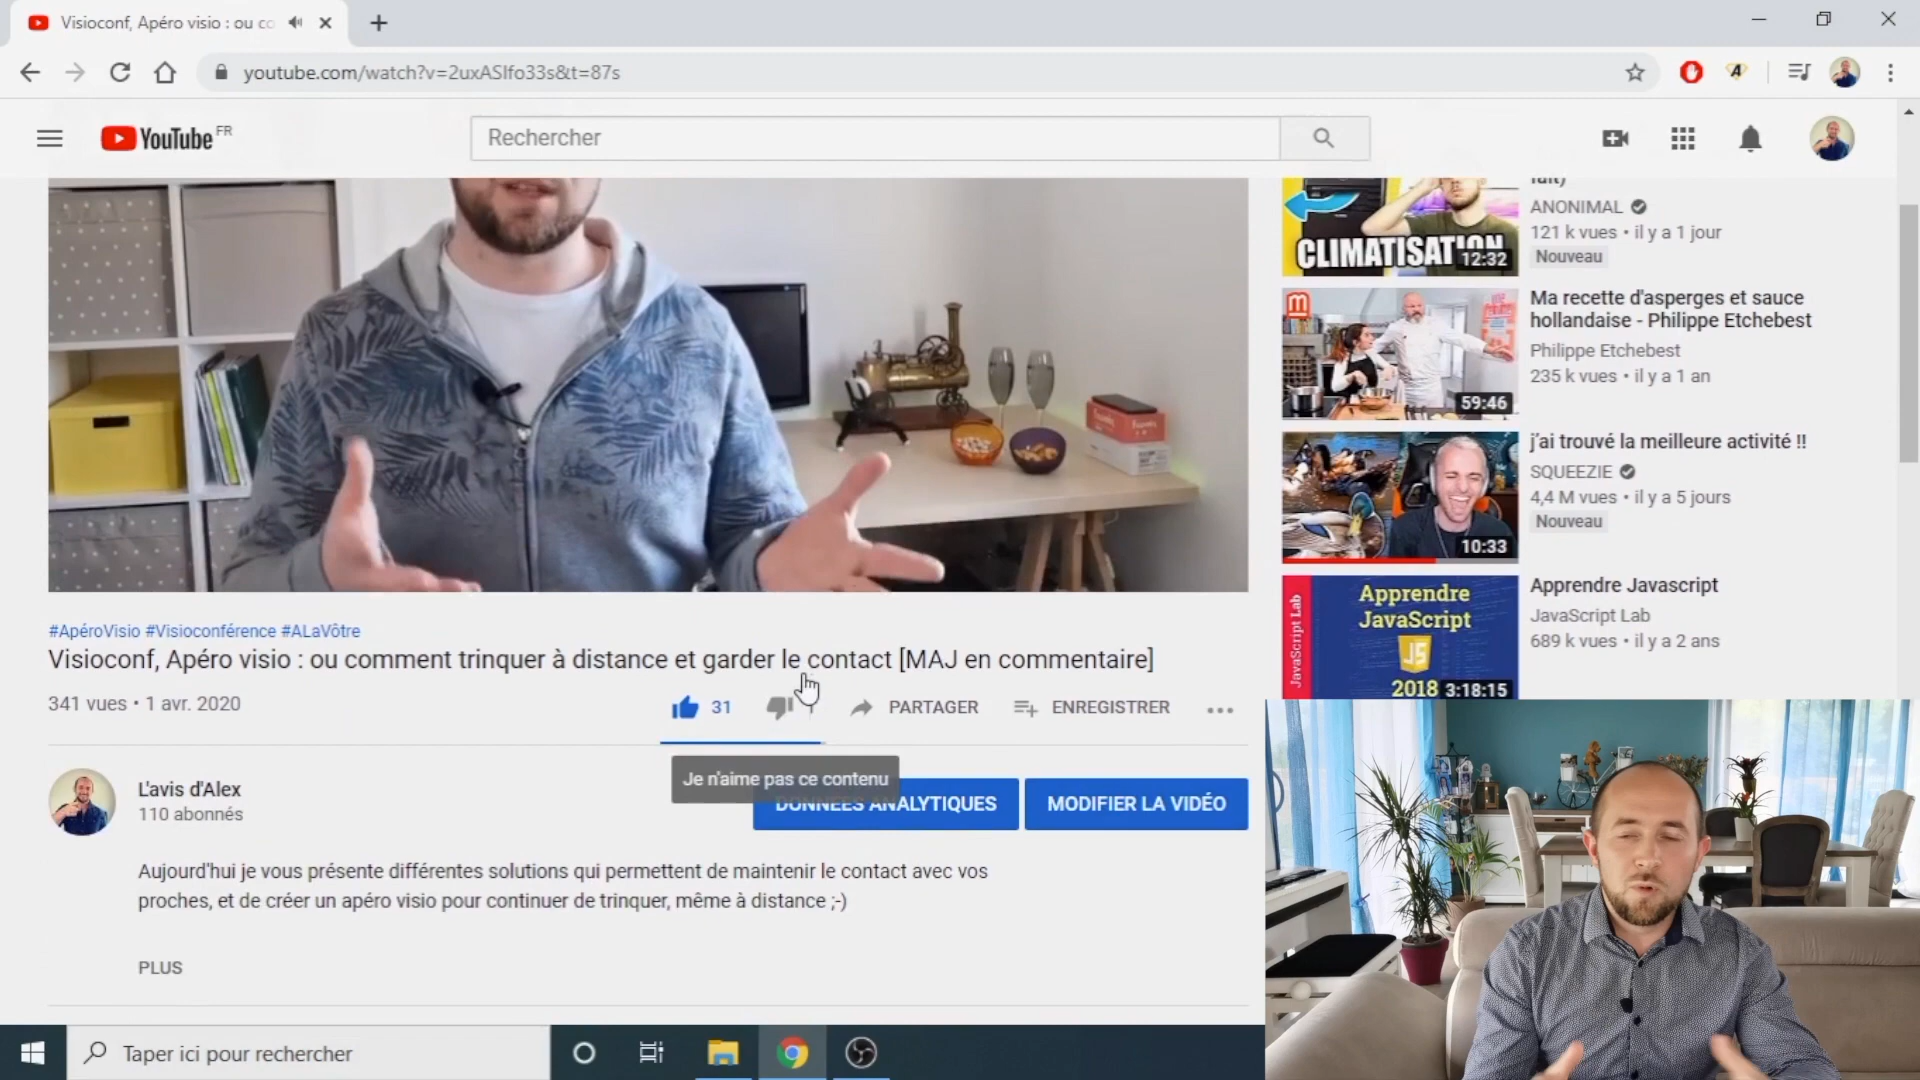 Visioconf, Apéro visio : ou co
youtube.com/watch?v=2uxASlfo33s&t=87s
YouTube FR
Rechercher
CLIMATISATION
12:32
ANONIMAL
121 k vues • il y a 1 jour
Nouveau
59:46
Ma recette d'asperges et sauce
hollandaise - Philippe Etchebest
Philippe Etchebest
235 k vues • il y a 1 an
10:33
j'ai trouvé la meilleure activité !!
SQUEEZIE
4,4 M vues • il y a 5 jours
Nouveau
JavaScript Lab
Apprendre
JavaScript
JS
2018
3:18:15
Apprendre Javascript
JavaScript Lab
689 k vues • il y a 2 ans
#ApéroVisio #Visioconférence #ALaVôtre
Visioconf, Apéro visio : ou comment trinquer à distance et garder le contact [MAJ en commentaire]
341 vues • 1 avr. 2020
31
PARTAGER
ENREGISTRER
Je n'aime pas ce contenu
L'avis d'Alex
110 abonnés
DONNÉES ANALYTIQUES
MODIFIER LA VIDÉO
Aujourd'hui je vous présente différentes solutions qui permettent de maintenir le contact avec vos
proches, et de créer un apéro visio pour continuer de trinquer, même à distance ;-)
PLUS
Taper ici pour rechercher